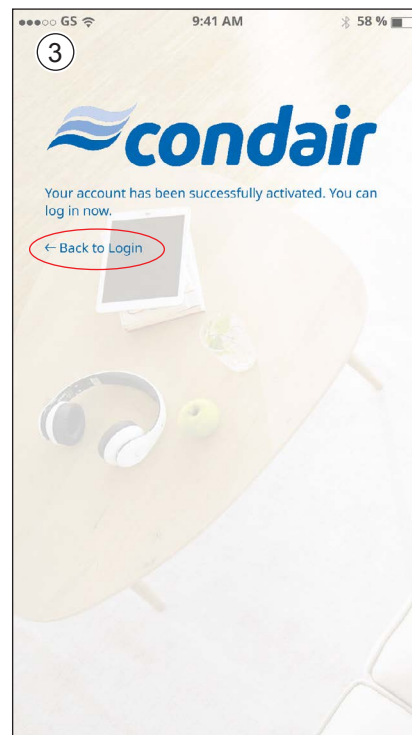 GS 9:41 AM 58 %
3
condair
Your account has been successfully activated. You can
log in now.
← Back to Login